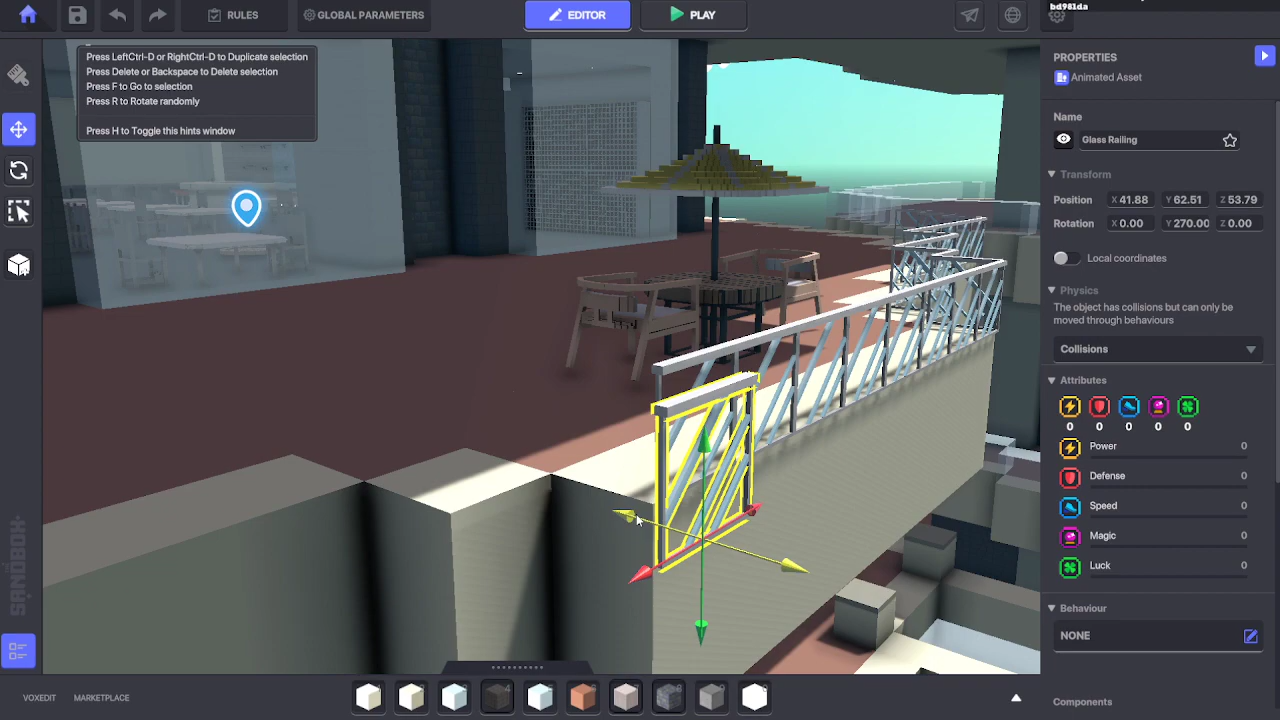 bd981da
RULES
GLOBAL PARAMETERS
EDITOR
PLAY
Press LeftCtrl-D or RightCtrl-D to Duplicate selection
Press Delete or Backspace to Delete selection
Press F to Go to selection
Press R to Rotate randomly
Press H to Toggle this hints window
PROPERTIES
Animated Asset
Name
Glass Railing
Transform
Position X 41.88 Y 62.51 Z 53.79
Rotation X 0.00 Y 270.00 Z 0.00
Local coordinates
Physics
The object has collisions but can only be
moved through behaviours
Collisions
Attributes
0 0 0 0 0
Power 0
Defense 0
Speed 0
Magic 0
Luck 0
Behaviour
NONE
Components
THE SANDBOX
VOXEDIT
MARKETPLACE